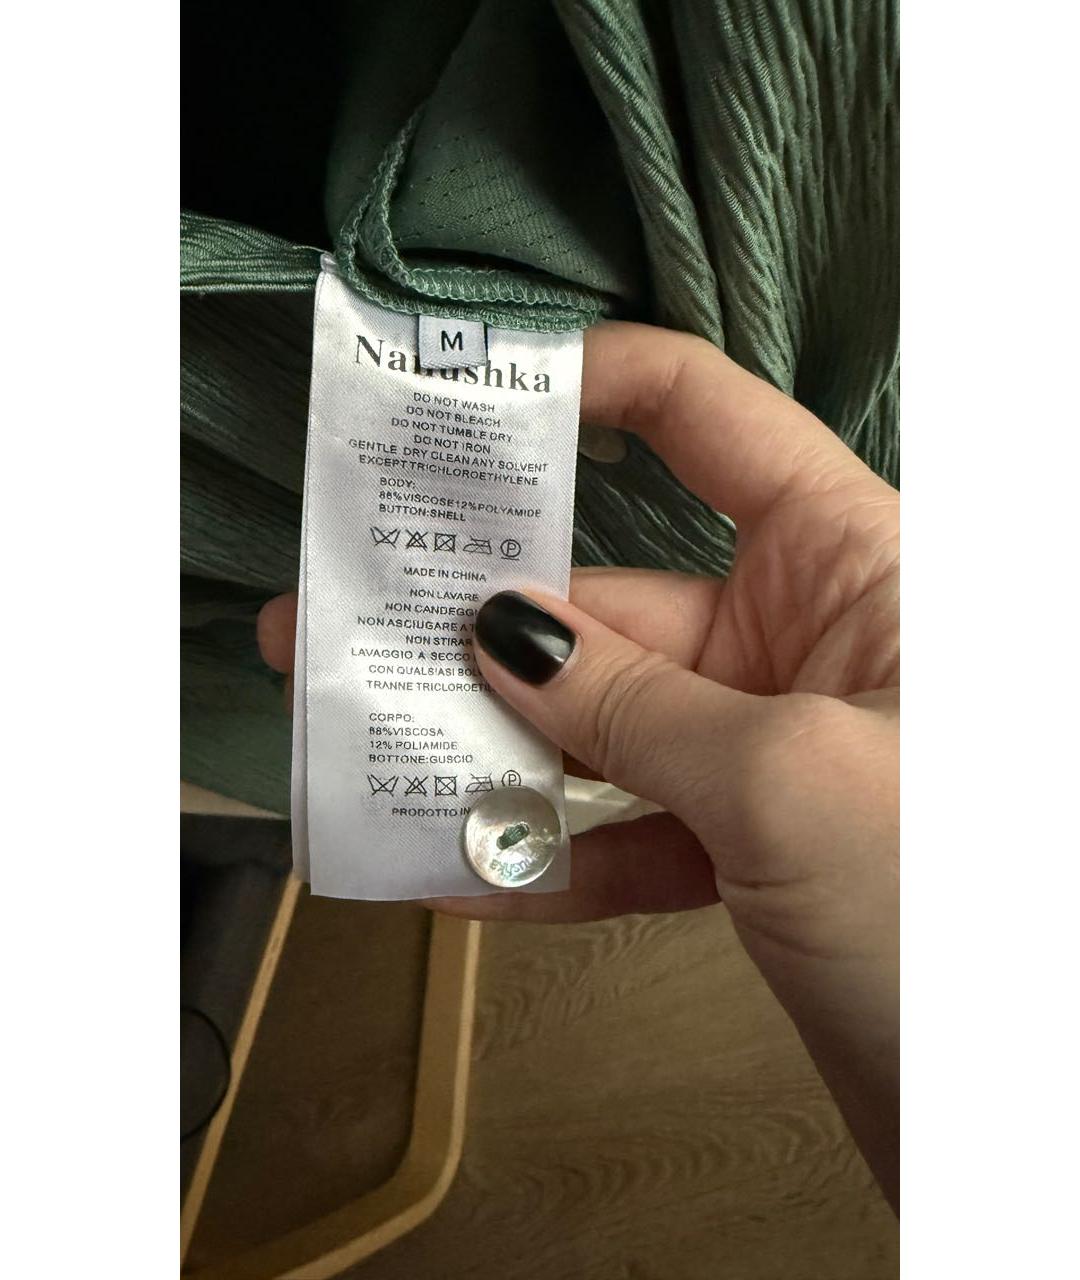 M
Nanushka
DO NOT WASH
DO NOT BLEACH
DO NOT TUMBLE DRY
DO NOT IRON
GENTLE DRY CLEAN ANY SOLVENT
EXCEPT TRICHLOROETHYLENE
BODY:
88%VISCOSE12%POLYAMIDE
BUTTON:SHELL
P
MADE IN CHINA
NON LAVARE
NON CANDEGGI
NON ASCIUGARE A T
NON STIRAR
LAVAGGIO A SECCO
CON QUALSIASI SOL
TRANNE TRICLOROETIL
CORPO:
88%VISCOSA
12% POLIAMIDE
BOTTONE:GUSCIO
P
PRODOTTO IN